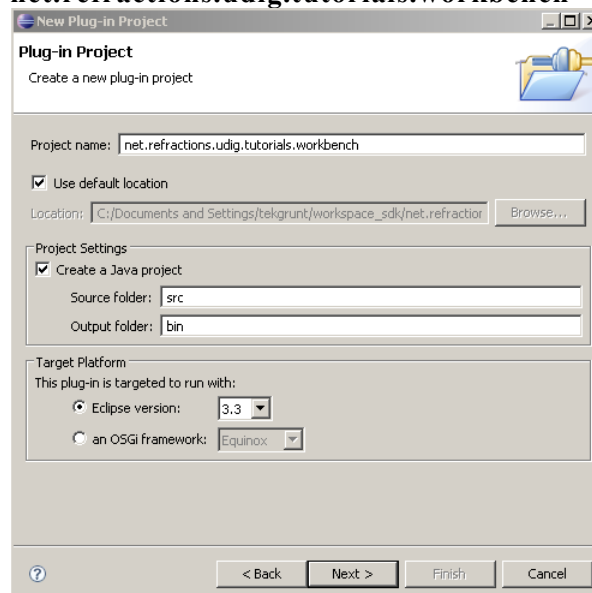 net.refractions.udig.tutorials.workbench
New Plug-in Project
Plug-in Project
Create a new plug-in project
Project name: net.refractions.udig.tutorials.workbench
Use default location
Location: C:/Documents and Settings/tekgrunt/workspace_sdk/net.refraction Browse...
Project Settings
Create a Java project
Source folder: src
Output folder: bin
Target Platform
This plug-in is targeted to run with:
Eclipse version: 3.3
an OSGi framework: Equinox
? < Back Next > Finish Cancel